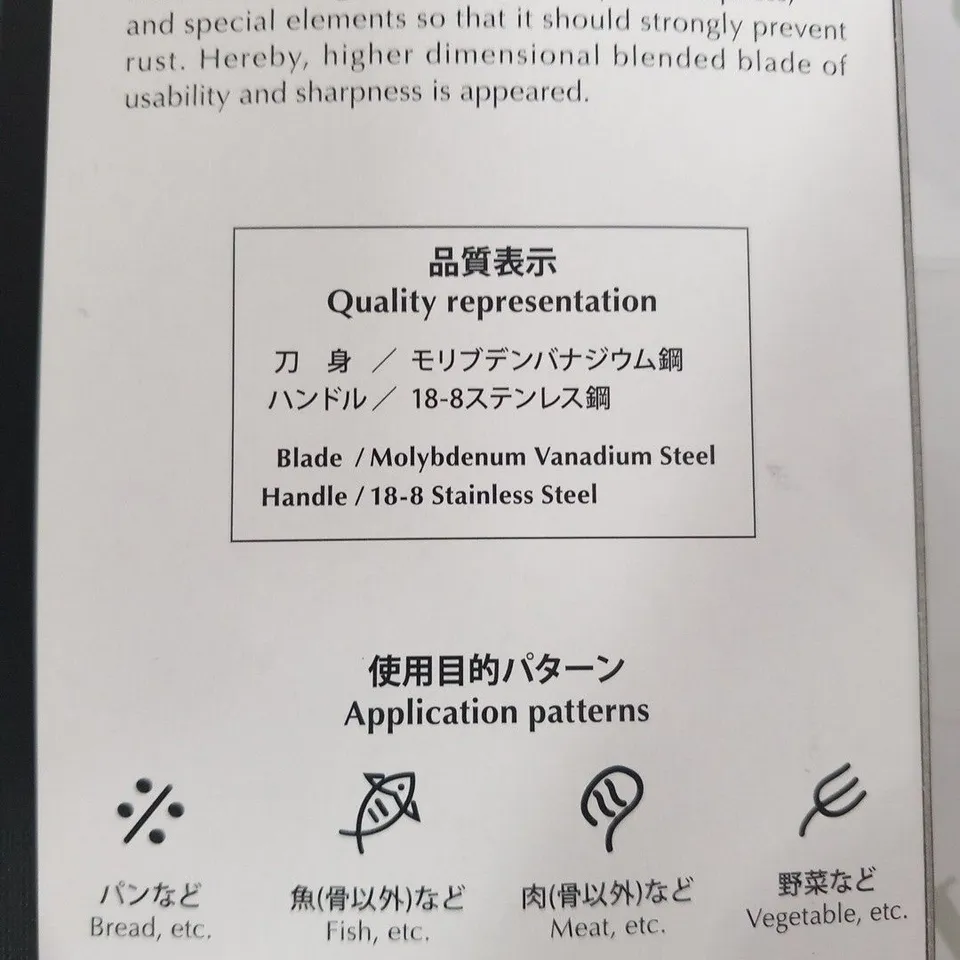 and special elements so that it should strongly prevent
rust. Hereby, higher dimensional blended blade of
usability and sharpness is appeared.
品質表示
Quality representation
刀　身 ／ モリブデンバナジウム鋼
ハンドル ／ 18-8ステンレス鋼
Blade / Molybdenum Vanadium Steel
Handle / 18-8 Stainless Steel
使用目的パターン
Application patterns
パンなど
Bread, etc.
魚(骨以外)など
Fish, etc.
肉(骨以外)など
Meat, etc.
野菜など
Vegetable, etc.